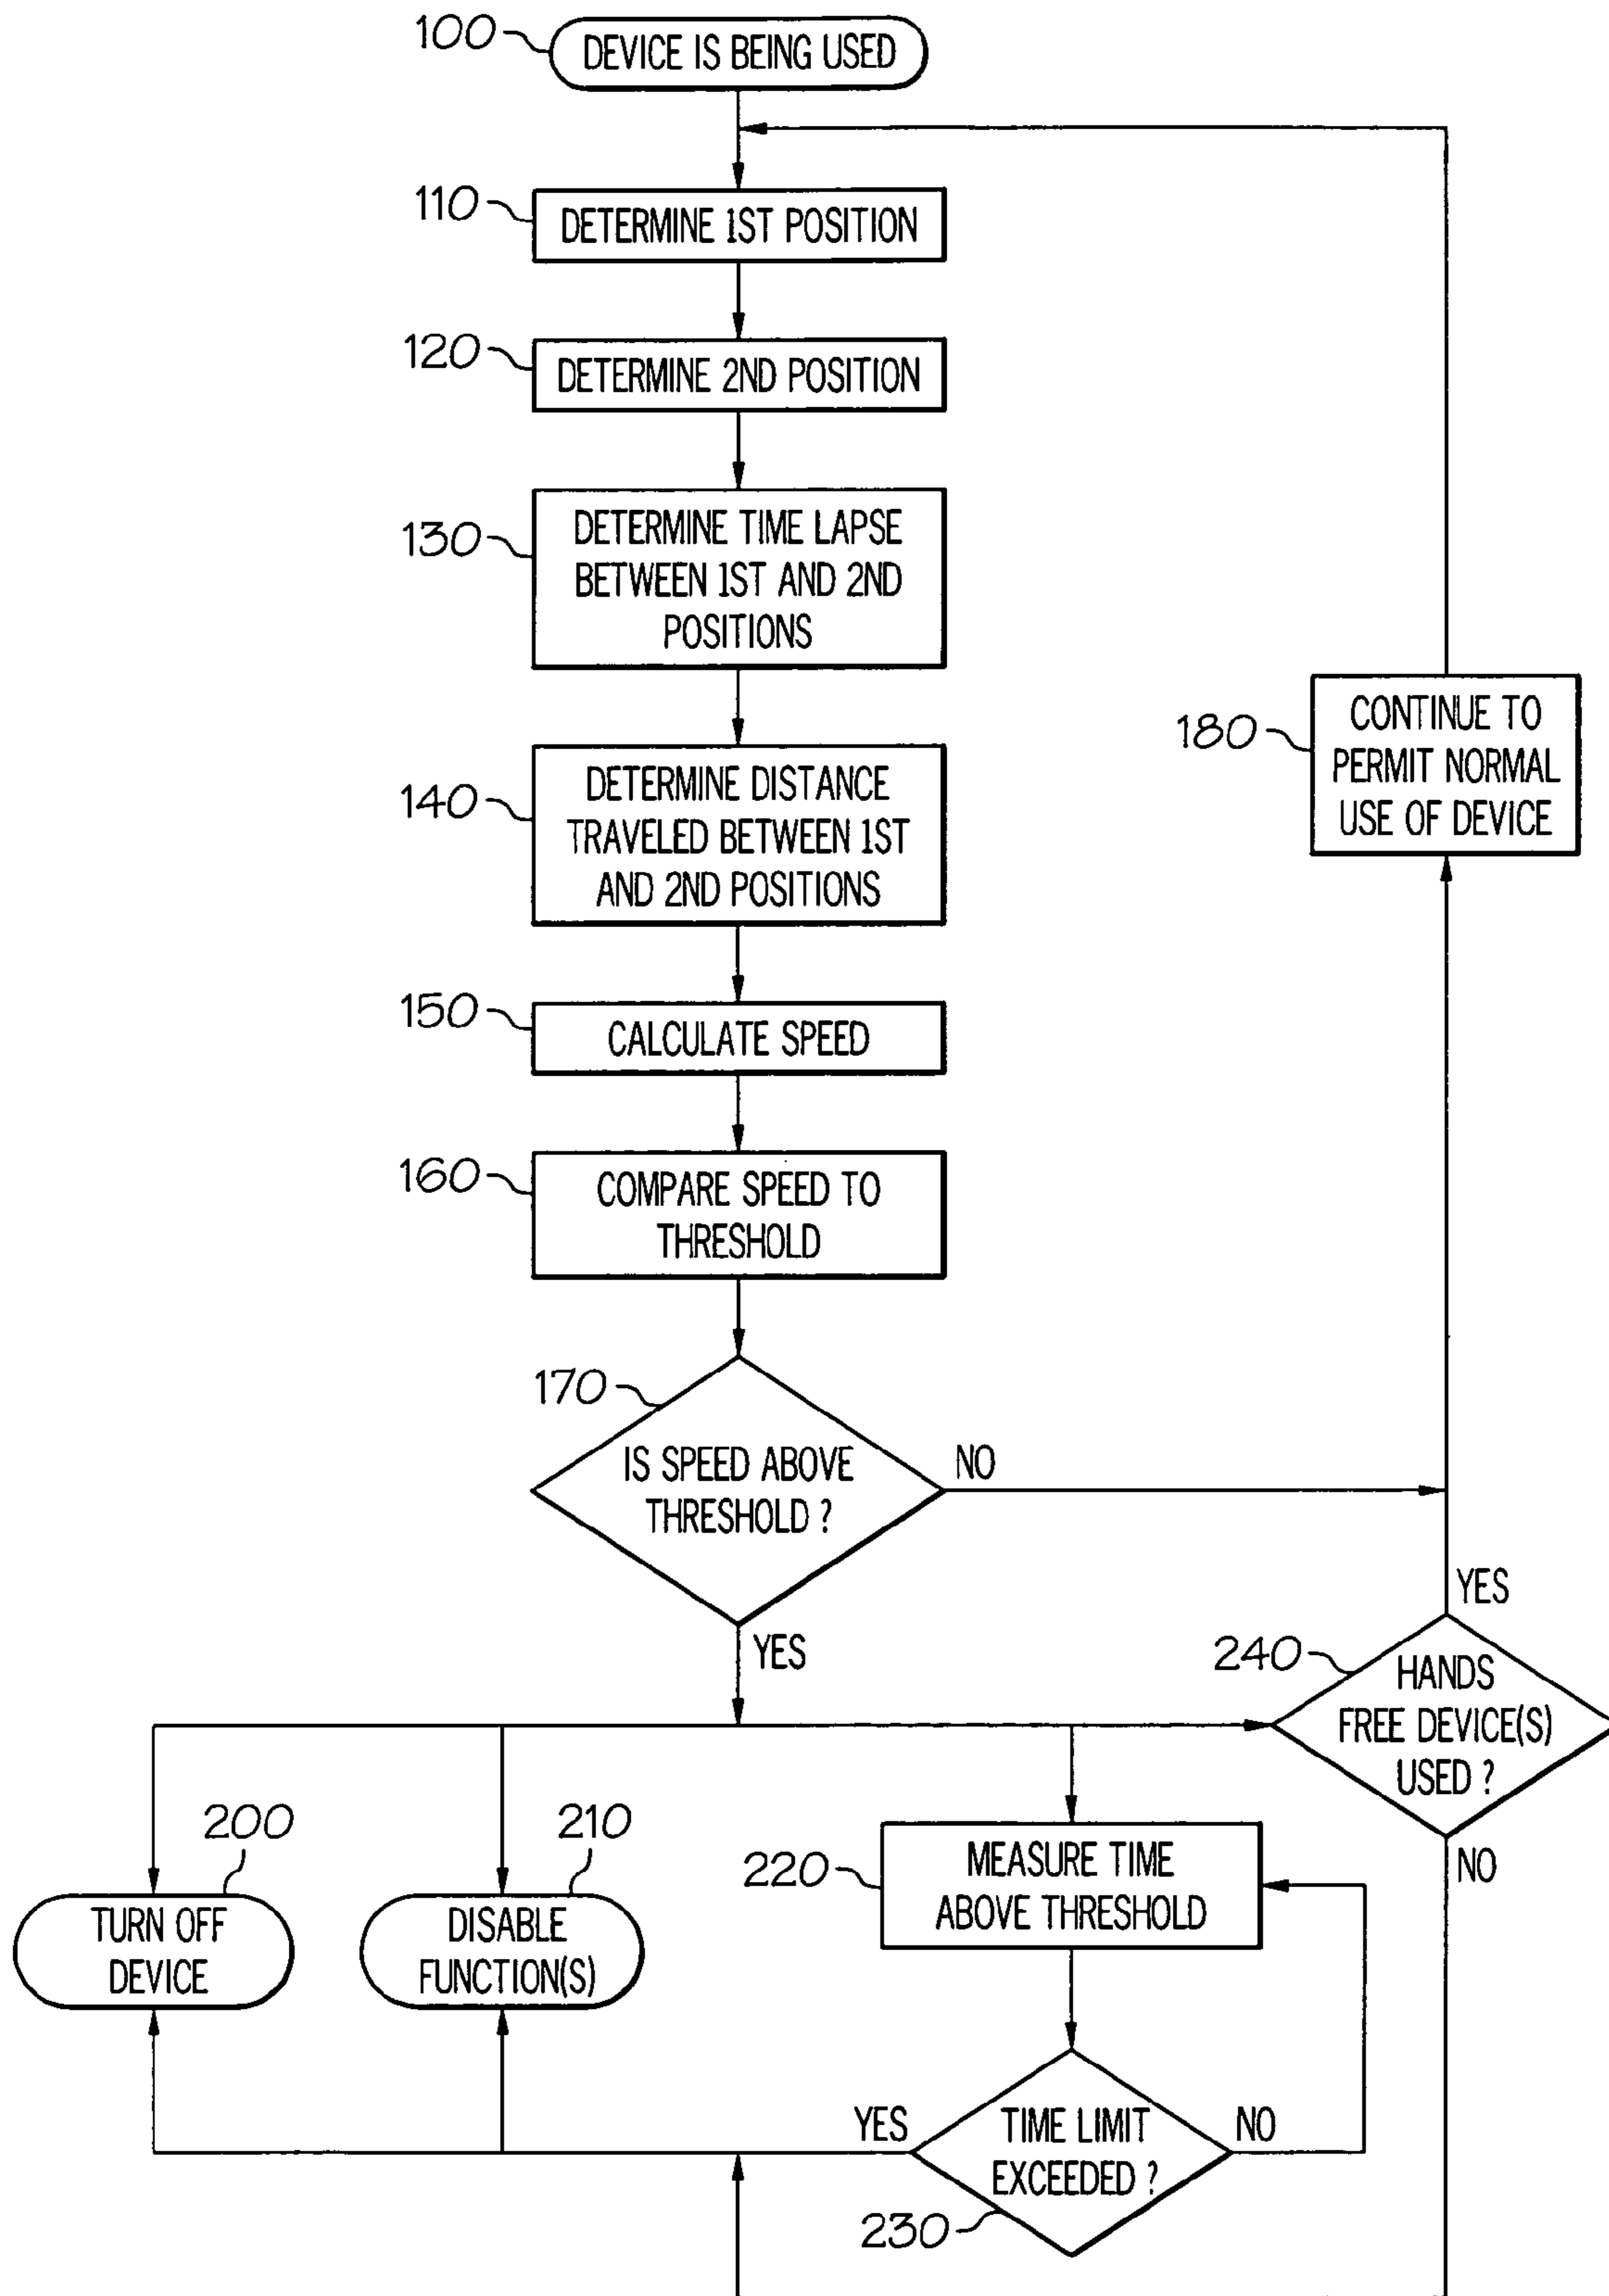 100
DEVICE IS BEING USED
110
DETERMINE 1ST POSITION
120
DETERMINE 2ND POSITION
130
DETERMINE TIME LAPSE
BETWEEN 1ST AND 2ND
POSITIONS
140
DETERMINE DISTANCE
TRAVELED BETWEEN 1ST
AND 2ND POSITIONS
180
CONTINUE TO
PERMIT NORMAL
USE OF DEVICE
150
CALCULATE SPEED
160
COMPARE SPEED TO
THRESHOLD
170
IS SPEED ABOVE
THRESHOLD ?
NO
YES
YES
240
HANDS
FREE DEVICE(S)
USED ?
NO
200
TURN OFF
DEVICE
210
DISABLE
FUNCTION(S)
220
MEASURE TIME
ABOVE THRESHOLD
YES
TIME LIMIT
EXCEEDED ?
NO
230